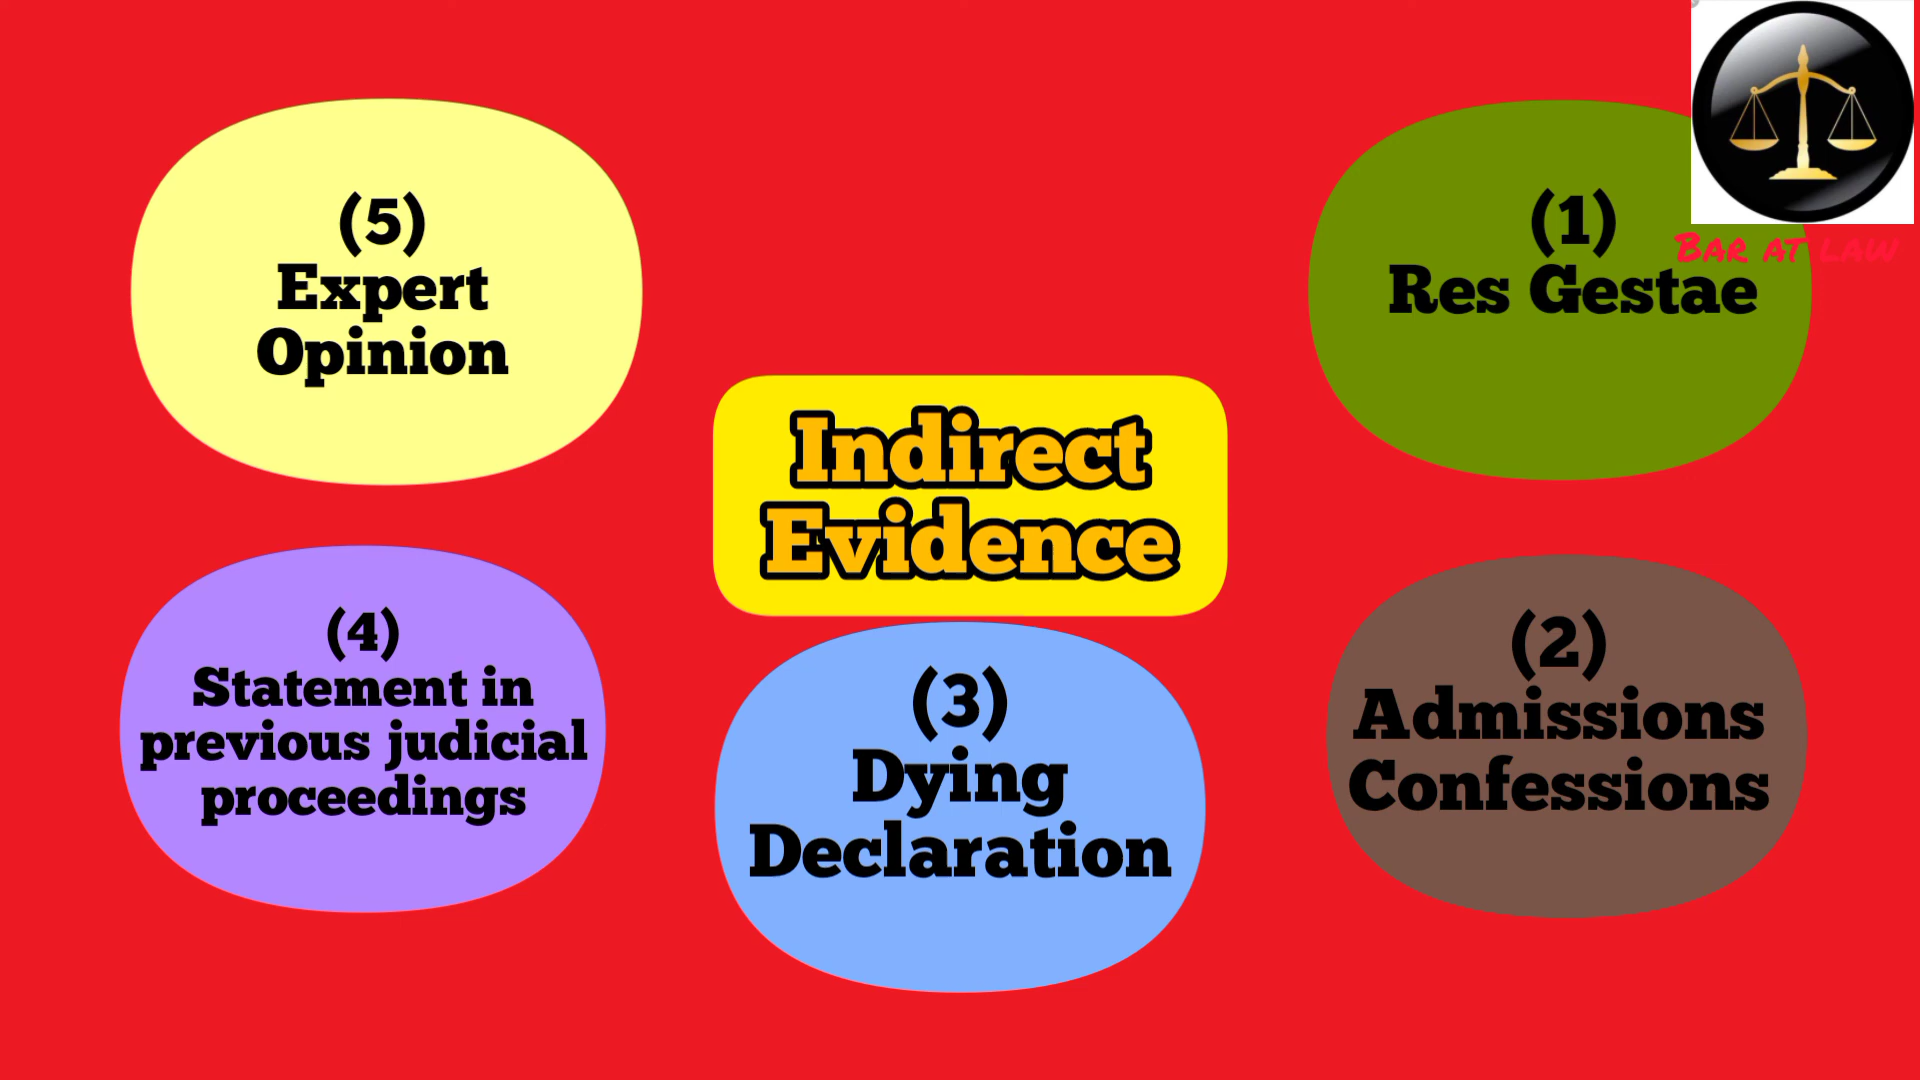 (5)
Expert
Opinion
(1)
Res Gestae
Bar at law
Indirect
Evidence
(4)
Statement in
previous judicial
proceedings
(3)
Dying
Declaration
(2)
Admissions
Confessions